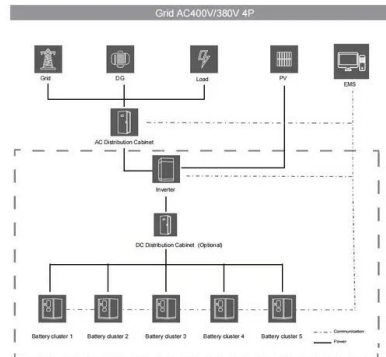 Grid AC400V/380V 4P
Grid
DG
Load
PV
EMS
AC Distribution Cabinet
Inverter
DC Distribution Cabinet (Optional)
Battery cluster 1
Battery cluster 2
Battery cluster 3
Battery cluster 4
Battery cluster 5
Communication
Power